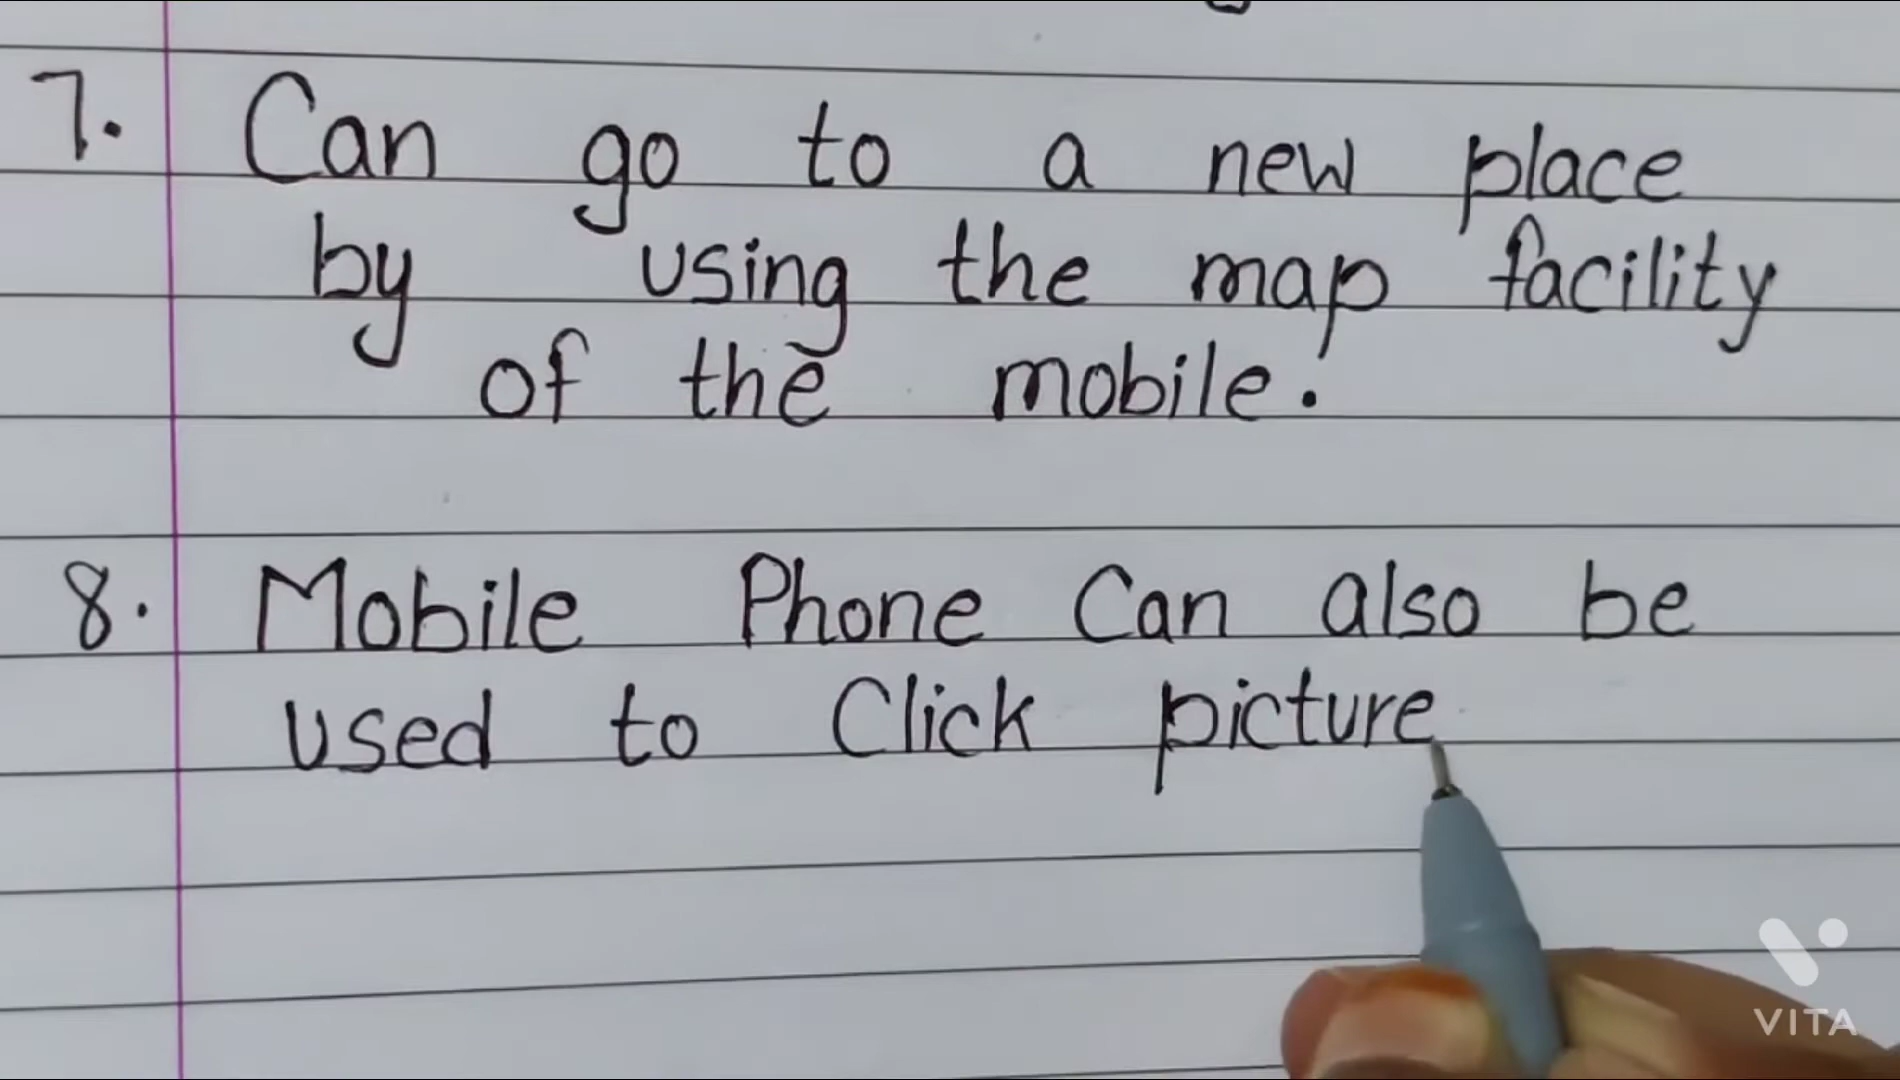 7. Can go to a new place
by using the map facility
of the mobile.
8. Mobile Phone Can also be
used to Click picture
VITA